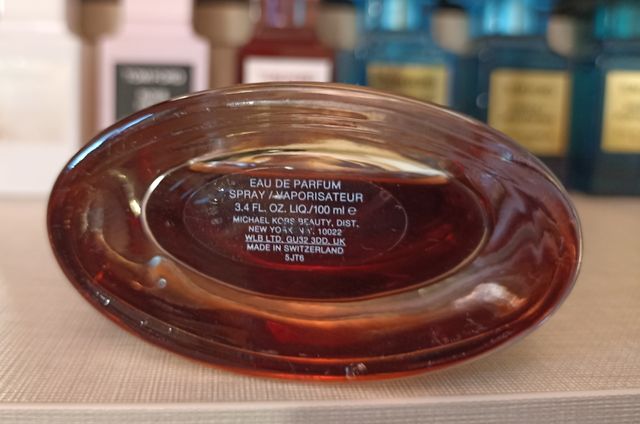 EAU DE PARFUM
SPRAY / VAPORISATEUR
3.4 FL. OZ. LIQ./100 ml ℮
MICHAEL KORS BEAUTY, DIST.
NEW YORK, N.Y. 10022
WLB LTD. GU32 3DD, UK
MADE IN SWITZERLAND
5JT6